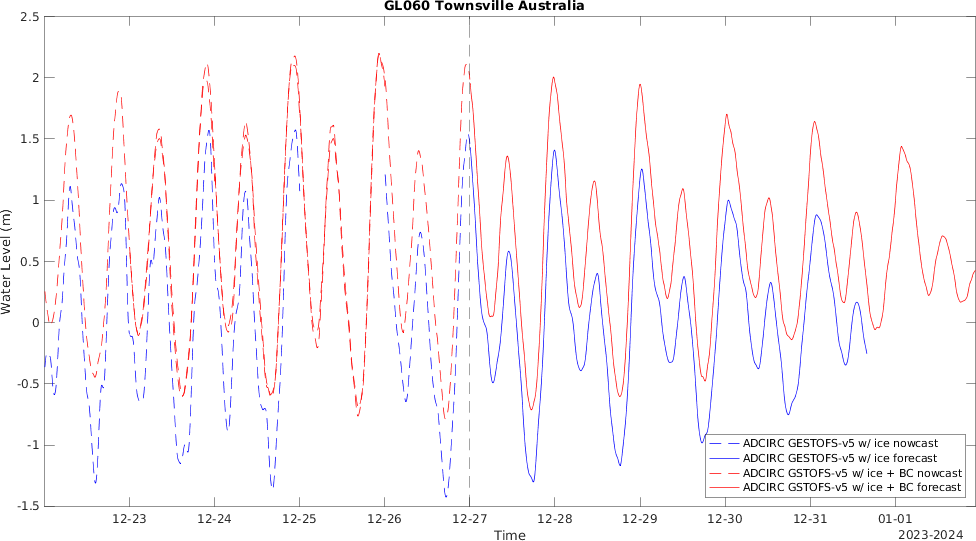 GL060 Townsville Australia
2.5
2
1.5
1
0.5
0
-0.5
-1
-1.5
Water Level (m)
ADCIRC GESTOFS-v5 w/ ice nowcast
ADCIRC GESTOFS-v5 w/ ice forecast
ADCIRC GSTOFS-v5 w/ ice + BC nowcast
ADCIRC GSTOFS-v5 w/ ice + BC forecast
12-23 12-24 12-25 12-26 12-27 12-28 12-29 12-30 12-31 01-01
Time
2023-2024